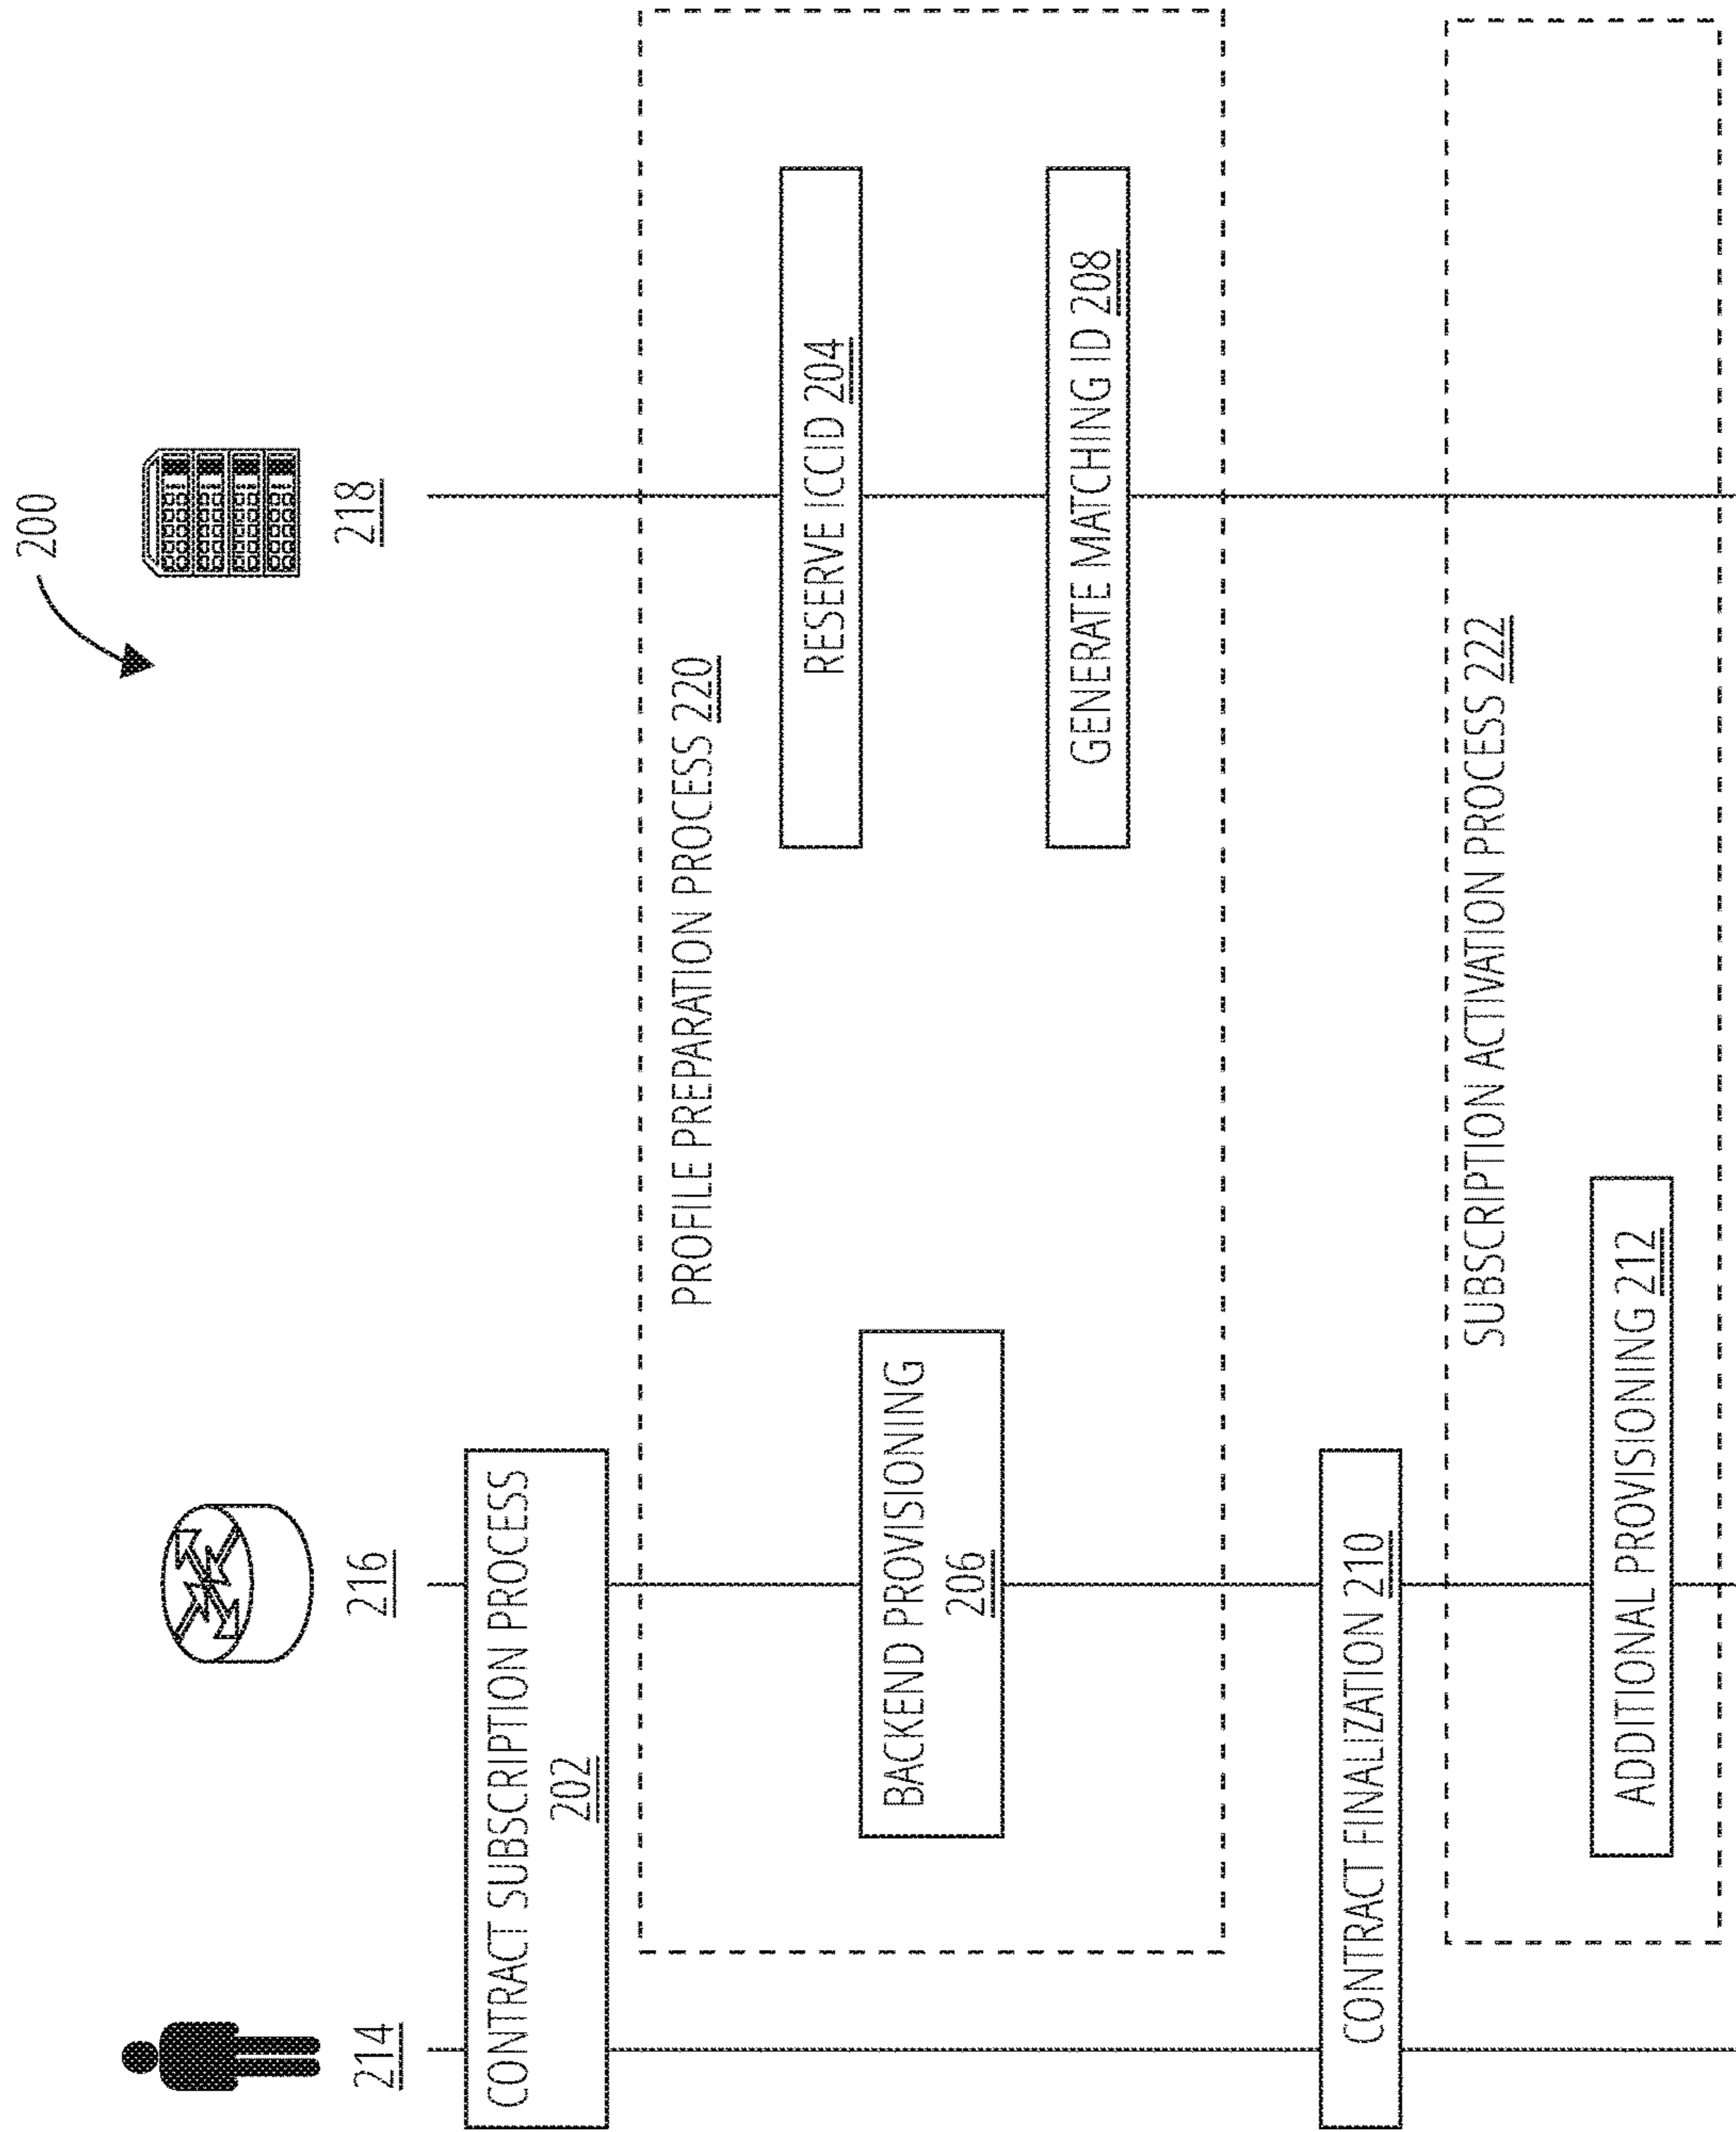 200
214
216
218
CONTRACT SUBSCRIPTION PROCESS
202
PROFILE PREPARATION PROCESS 220
RESERVE ICCID 204
BACKEND PROVISIONING
206
GENERATE MATCHING ID 208
CONTRACT FINALIZATION 210
SUBSCRIPTION ACTIVATION PROCESS 222
ADDITIONAL PROVISIONING 212